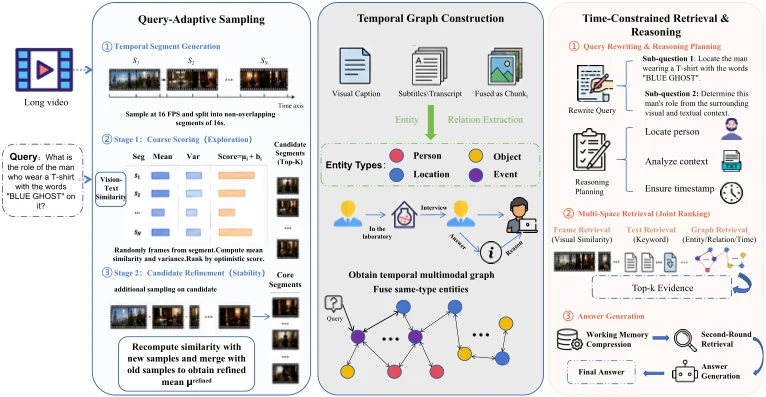 Long video
Query: What is
the role of the man
who wear a T-shirt
with the words
"BLUE GHOST" on
it?
Query-Adaptive Sampling
① Temporal Segment Generation
S1 S2 ... SN
Time axis
Sample at 16 FPS and split into non-overlapping
segments of 16s.
② Stage 1: Coarse Scoring (Exploration)
Candidate
Segments
(Top-K)
Seg Mean Var Score=μi + bi
Vision-
Text
Similarity
S1
S2
...
SN
...
Randomly frames from segment.Compute mean
similarity and variance.Rank by optimistic score.
③ Stage 2: Candidate Refinement (Stability)
Core
Segments
additional sampling on candidate
...
...
...
Recompute similarity with
new samples and merge with
old samples to obtain refined
mean μrefined
Temporal Graph Construction
Visual Caption
Subtitles\Transcript
Fused as Chunki
Entity Relation Extraction
Entity Types:
Person
Object
Location
Event
In the
laboratory
Interview
Answer
Reason
Obtain temporal multimodal graph
Fuse same-type entities
?
Query
...
...
Time-Constrained Retrieval &
Reasoning
① Query Rewriting & Reasoning Planning
Rewrite Query
Sub-question 1: Locate the man
wearing a T-shirt with the words
"BLUE GHOST".
Sub-question 2: Determine this
man's role from the surrounding
visual and textual context.
Reasoning
Planning
Locate person
Analyze context
Ensure timestamp
② Multi-Space Retrieval (Joint Ranking)
Frame Retrieval
(Visual Similarity)
Text Retrieval
(Keyword)
Graph Retrieval
(Entity/Relation/Time)
...
...
...
Top-k Evidence
③ Answer Generation
Working Memory
Compression
Second-Round
Retrieval
Final Answer
Answer
Generation